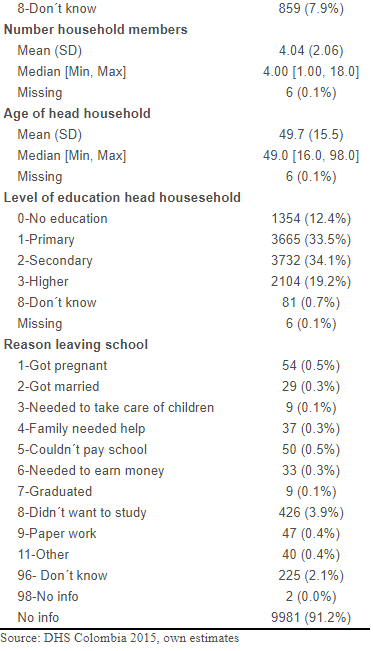 8-Don´t know 859 (7.9%)
Number household members
Mean (SD) 4.04 (2.06)
Median [Min, Max] 4.00 [1.00, 18.0]
Missing 6 (0.1%)
Age of head household
Mean (SD) 49.7 (15.5)
Median [Min, Max] 49.0 [16.0, 98.0]
Missing 6 (0.1%)
Level of education head housesehold
0-No education 1354 (12.4%)
1-Primary 3665 (33.5%)
2-Secondary 3732 (34.1%)
3-Higher 2104 (19.2%)
8-Don´t know 81 (0.7%)
Missing 6 (0.1%)
Reason leaving school
1-Got pregnant 54 (0.5%)
2-Got married 29 (0.3%)
3-Needed to take care of children 9 (0.1%)
4-Family needed help 37 (0.3%)
5-Couldn´t pay school 50 (0.5%)
6-Needed to earn money 33 (0.3%)
7-Graduated 9 (0.1%)
8-Didn´t want to study 426 (3.9%)
9-Paper work 47 (0.4%)
11-Other 40 (0.4%)
96- Don´t know 225 (2.1%)
98-No info 2 (0.0%)
No info 9981 (91.2%)
Source: DHS Colombia 2015, own estimates